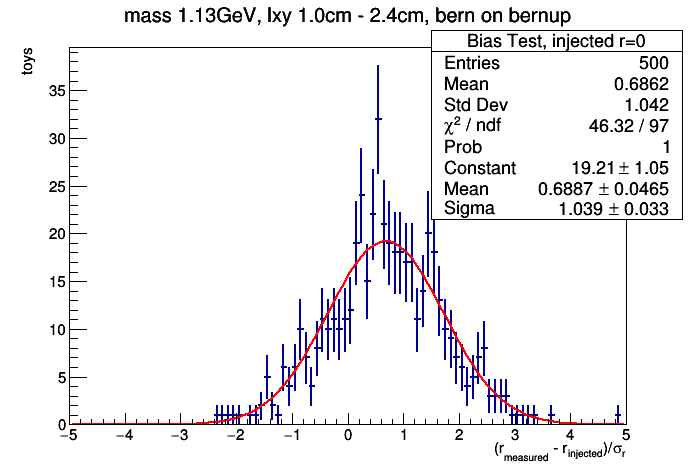 mass 1.13GeV, lxy 1.0cm - 2.4cm, bern on bernup
toys
Bias Test, injected r=0
Entries 500
Mean 0.6862
Std Dev 1.042
χ² / ndf 46.32 / 97
Prob 1
Constant 19.21 ± 1.05
Mean 0.6887 ± 0.0465
Sigma 1.039 ± 0.033
35
30
25
20
15
10
5
0
−5 −4 −3 −2 −1 0 1 2 3 4 5
(r_measured - r_injected)/σ_r